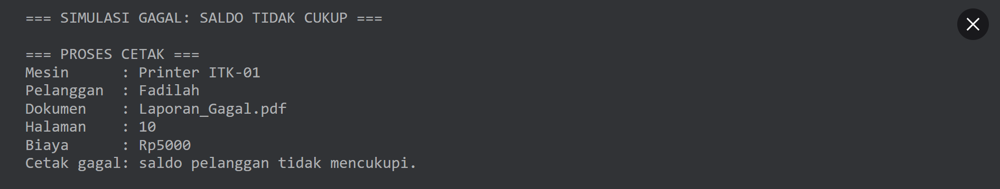 === SIMULASI GAGAL: SALDO TIDAK CUKUP ===

=== PROSES CETAK ===
Mesin      : Printer ITK-01
Pelanggan  : Fadilah
Dokumen    : Laporan_Gagal.pdf
Halaman    : 10
Biaya      : Rp5000
Cetak gagal: saldo pelanggan tidak mencukupi.